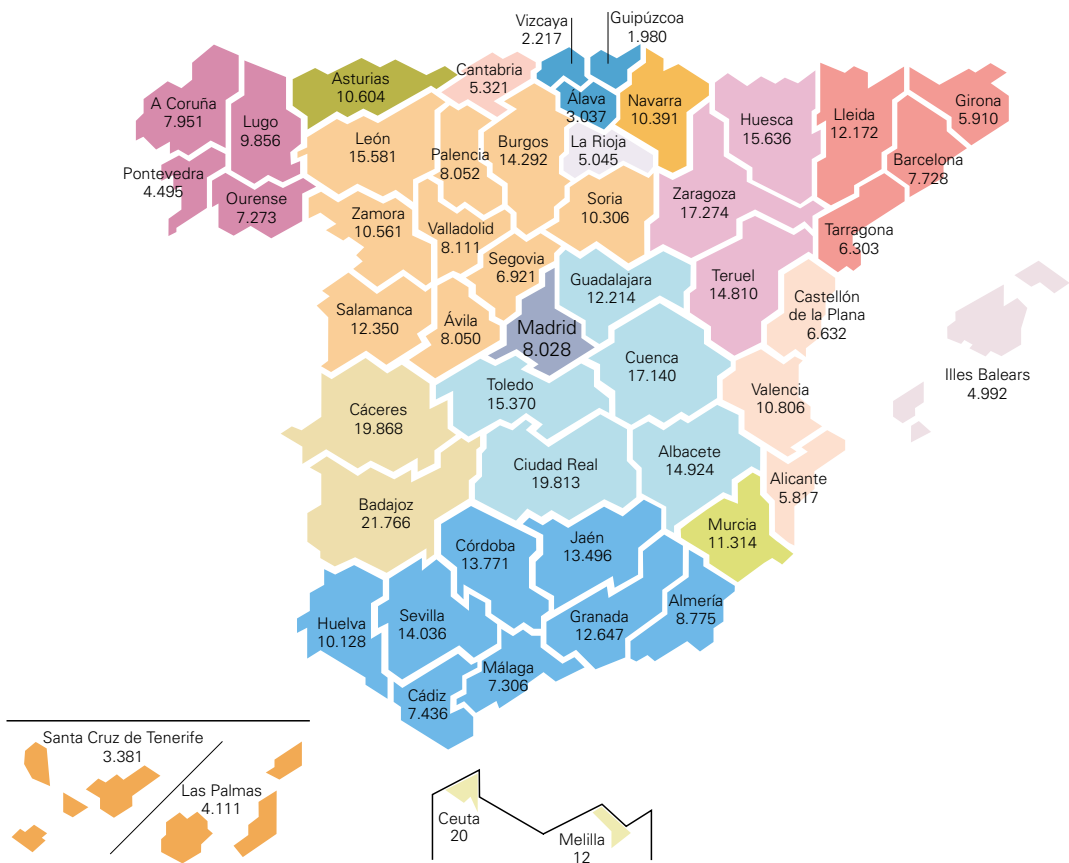 Vizcaya
2.217
Guipúzcoa
1.980
Asturias
10.604
Cantabria
5.321
A Coruña
7.951
Lugo
9.856
Álava
3.037
Navarra
10.391
Huesca
15.636
Lleida
12.172
Girona
5.910
León
15.581
Palencia
8.052
Burgos
14.292
La Rioja
5.045
Barcelona
7.728
Pontevedra
4.495
Ourense
7.273
Zamora
10.561
Valladolid
8.111
Soria
10.306
Zaragoza
17.274
Tarragona
6.303
Segovia
6.921
Guadalajara
12.214
Teruel
14.810
Castellón
de la Plana
6.632
Salamanca
12.350
Ávila
8.050
Madrid
8.028
Cuenca
17.140
Illes Balears
4.992
Toledo
15.370
Valencia
10.806
Cáceres
19.868
Ciudad Real
19.813
Albacete
14.924
Alicante
5.817
Badajoz
21.766
Murcia
11.314
Córdoba
13.771
Jaén
13.496
Huelva
10.128
Sevilla
14.036
Granada
12.647
Almería
8.775
Málaga
7.306
Cádiz
7.436
Santa Cruz de Tenerife
3.381
Las Palmas
4.111
Ceuta
20
Melilla
12